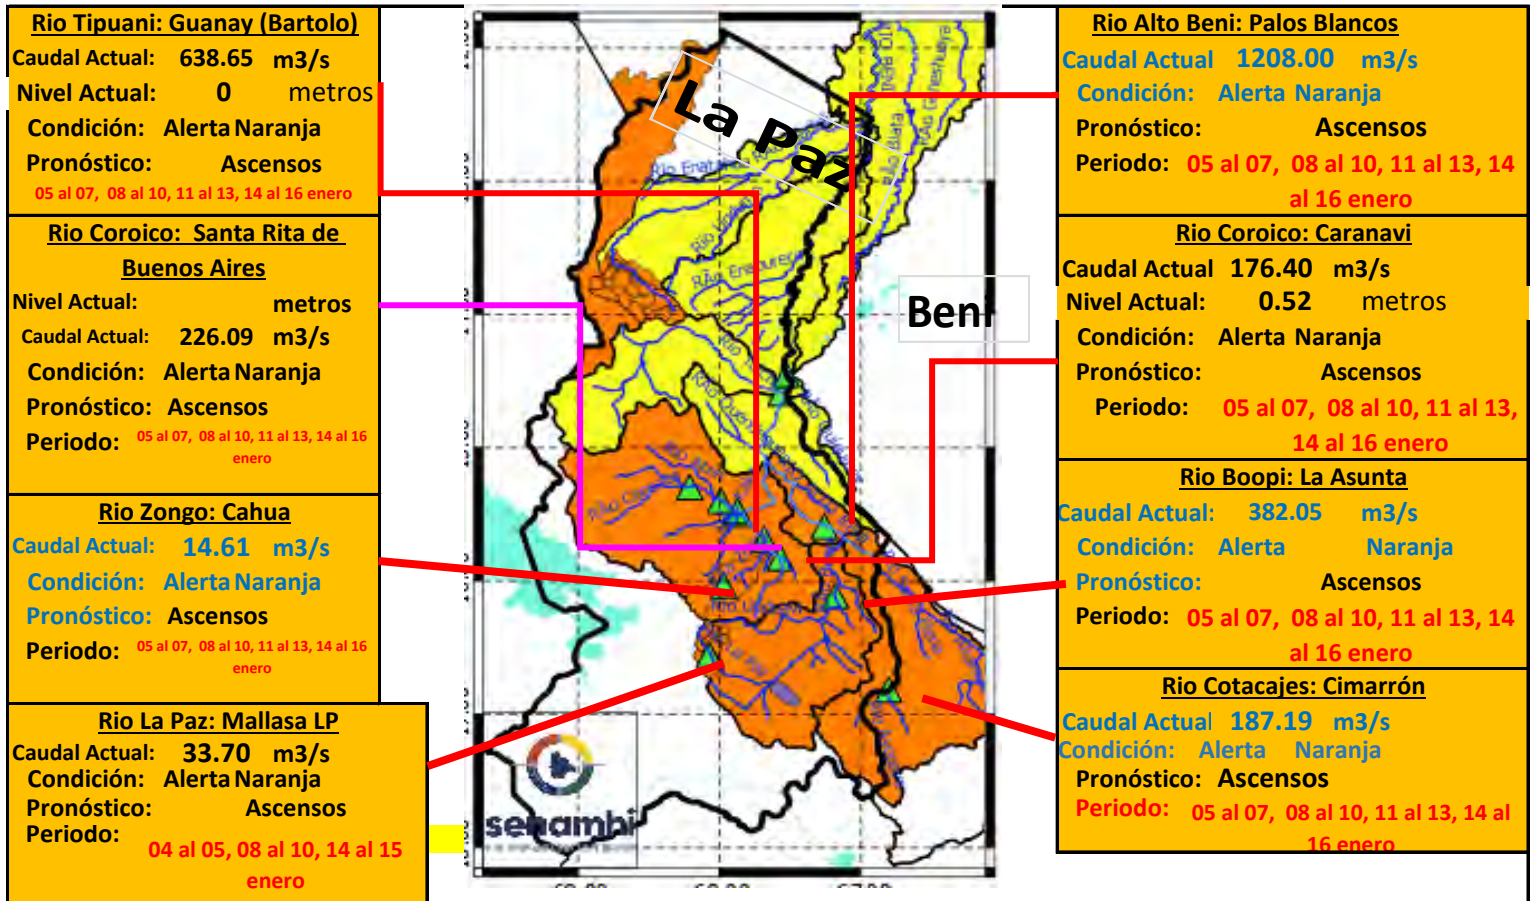 Rio Tipuani: Guanay (Bartolo)
Caudal Actual: 638.65 m3/s
Nivel Actual: 0 metros
Condición: Alerta Naranja
Pronóstico: Ascensos
05 al 07, 08 al 10, 11 al 13, 14 al 16 enero
Rio Coroico: Santa Rita de
Buenos Aires
Nivel Actual: metros
Caudal Actual: 226.09 m3/s
Condición: Alerta Naranja
Pronóstico: Ascensos
Periodo: 05 al 07, 08 al 10, 11 al 13, 14 al 16
enero
Rio Zongo: Cahua
Caudal Actual: 14.61 m3/s
Condición: Alerta Naranja
Pronóstico: Ascensos
Periodo: 05 al 07, 08 al 10, 11 al 13, 14 al 16
enero
Rio La Paz: Mallasa LP
Caudal Actual: 33.70 m3/s
Condición: Alerta Naranja
Pronóstico: Ascensos
Periodo:
04 al 05, 08 al 10, 14 al 15
enero
La Paz
Beni
senamhi
Rio Alto Beni: Palos Blancos
Caudal Actual 1208.00 m3/s
Condición: Alerta Naranja
Pronóstico: Ascensos
Periodo: 05 al 07, 08 al 10, 11 al 13, 14
al 16 enero
Rio Coroico: Caranavi
Caudal Actual 176.40 m3/s
Nivel Actual: 0.52 metros
Condición: Alerta Naranja
Pronóstico: Ascensos
Periodo: 05 al 07, 08 al 10, 11 al 13,
14 al 16 enero
Rio Boopi: La Asunta
Caudal Actual: 382.05 m3/s
Condición: Alerta Naranja
Pronóstico: Ascensos
Periodo: 05 al 07, 08 al 10, 11 al 13, 14
al 16 enero
Rio Cotacajes: Cimarrón
Caudal Actual 187.19 m3/s
Condición: Alerta Naranja
Pronóstico: Ascensos
Periodo: 05 al 07, 08 al 10, 11 al 13, 14 al
16 enero